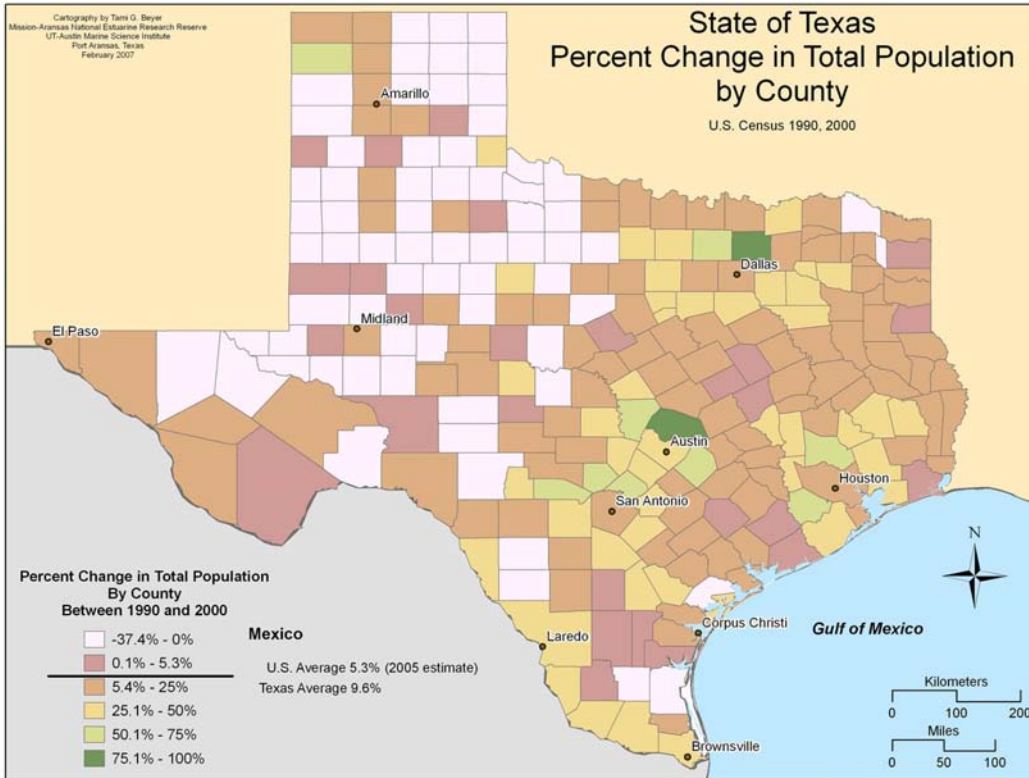 Cartography by Tami G. Beyer
Mission-Aransas National Estuarine Research Reserve
UT-Austin Marine Science Institute
Port Aransas, Texas
February 2007
State of Texas
Percent Change in Total Population
by County
U.S. Census 1990, 2000
Amarillo
Dallas
Midland
El Paso
Austin
Houston
San Antonio
Corpus Christi
Laredo
Brownsville
N
Gulf of Mexico
Mexico
Percent Change in Total Population
By County
Between 1990 and 2000
-37.4% - 0%
0.1% - 5.3%
5.4% - 25%
25.1% - 50%
50.1% - 75%
75.1% - 100%
U.S. Average 5.3% (2005 estimate)
Texas Average 9.6%
Kilometers
0 100 200
Miles
0 50 100